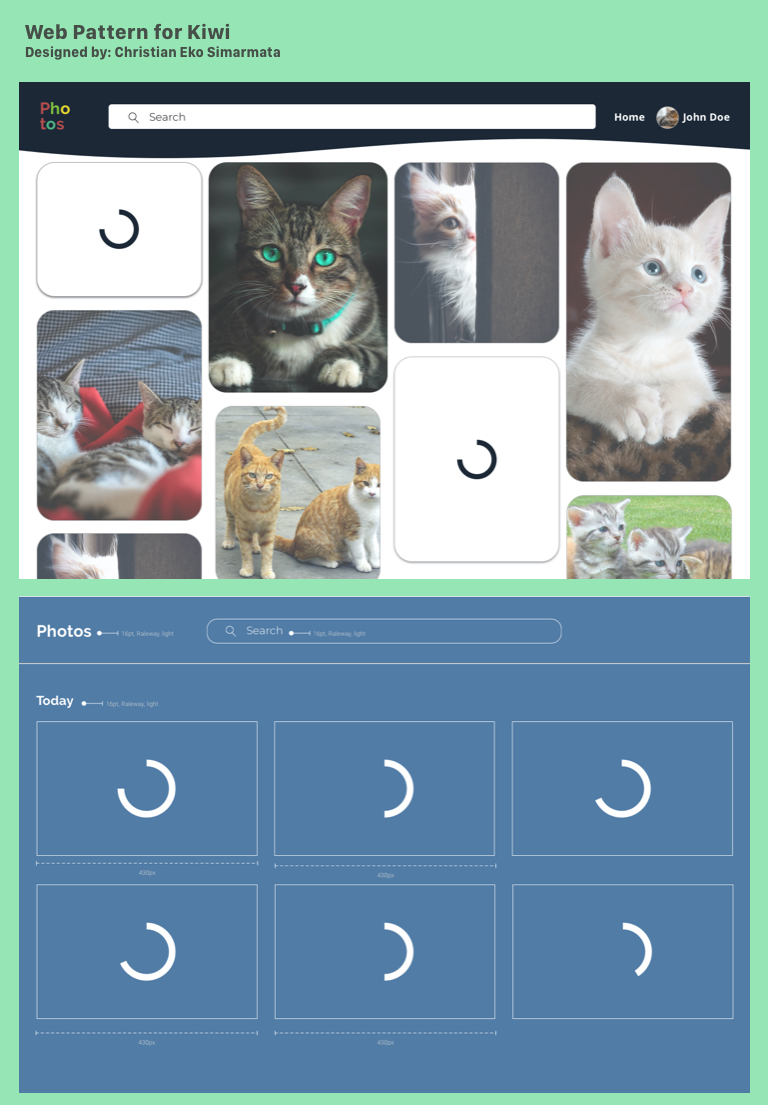 Web Pattern for Kiwi
Designed by: Christian Eko Simarmata
Pho
tos
Search
Home
John Doe
Photos
16pt, Raleway, light
Search
16pt, Raleway, light
Today
16pt, Raleway, light
430px
430px
430px
430px